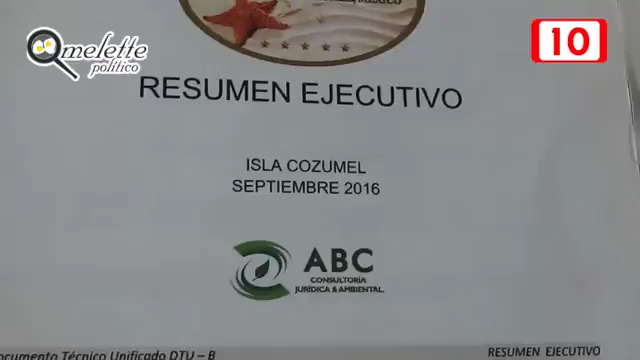 Omelette
político
10
MÉXICO
RESUMEN EJECUTIVO
ISLA COZUMEL
SEPTIEMBRE 2016
ABC
CONSULTORÍA
JURÍDICA & AMBIENTAL
ocumento Técnico Unificado DTU – B
RESUMEN EJECUTIVO